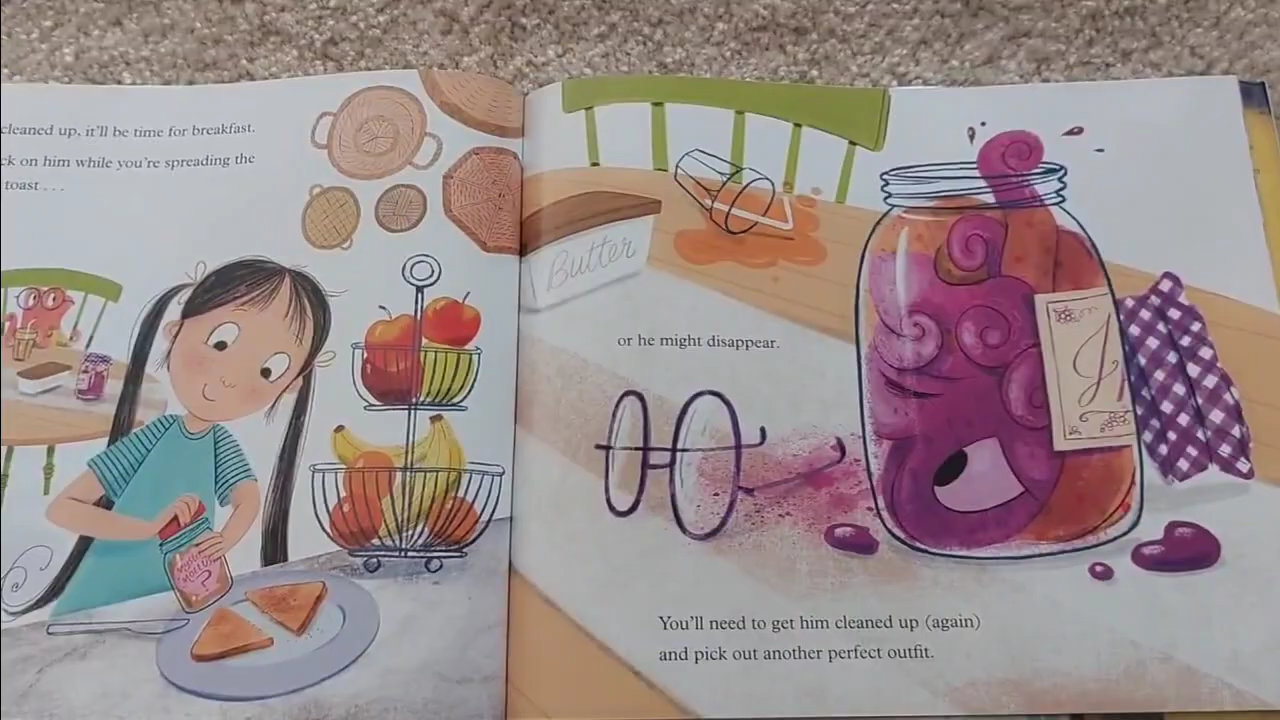 cleaned up, it'll be time for breakfast.
ck on him while you're spreading the
toast . . .
Butter
or he might disappear.
MOLLUSK
?
J
You'll need to get him cleaned up (again)
and pick out another perfect outfit.